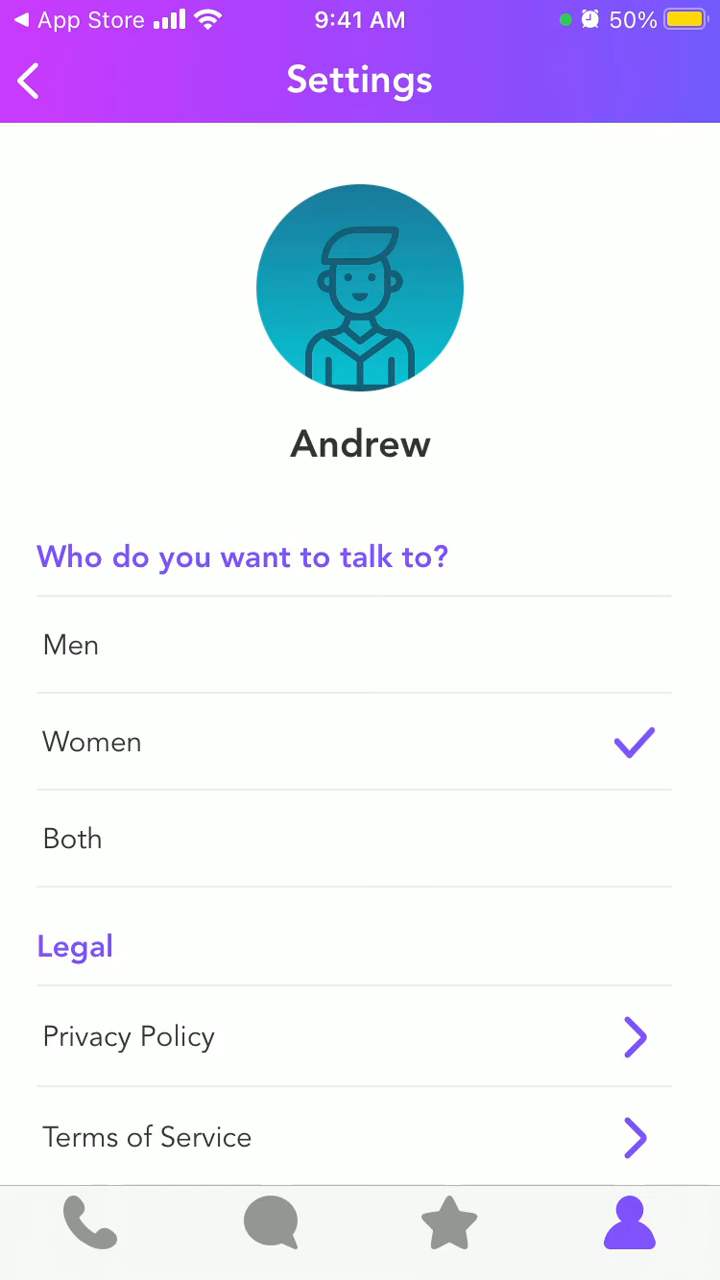 App Store 9:41 AM 50%
Settings
Andrew
Who do you want to talk to?
Men
Women
Both
Legal
Privacy Policy
Terms of Service